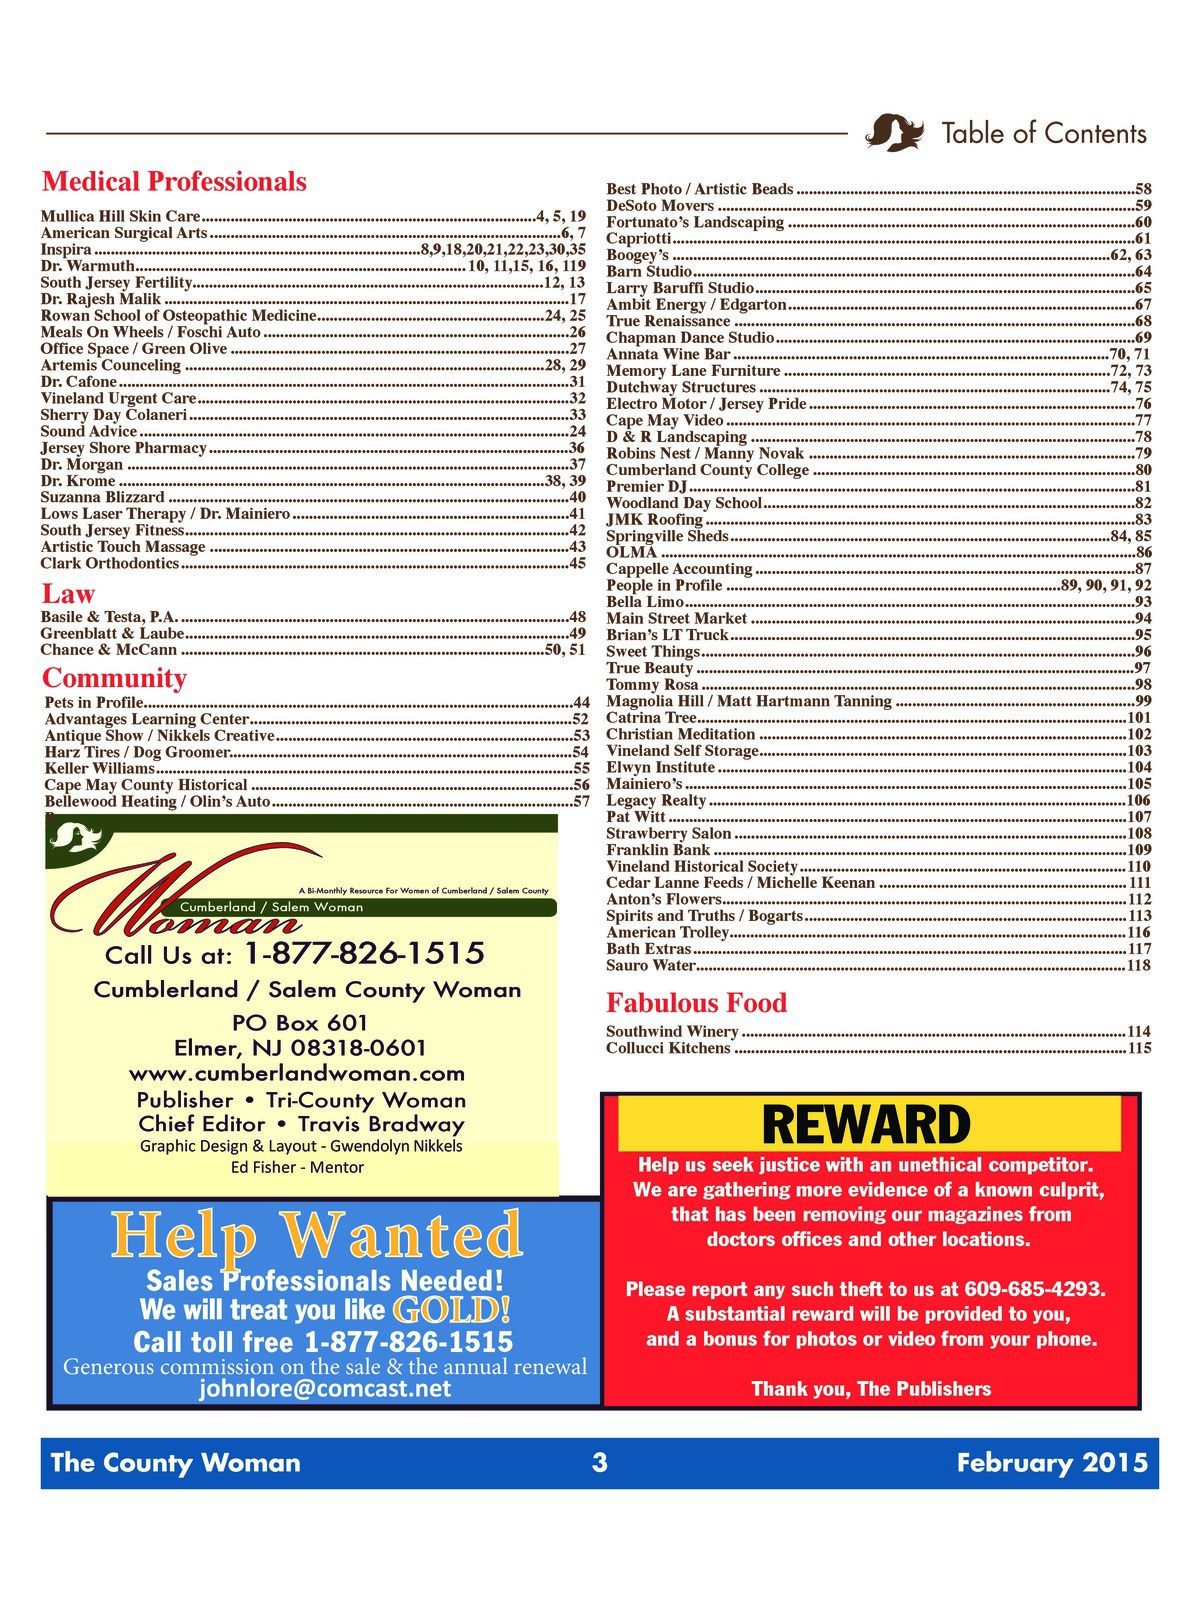 Table of Contents
Medical Professionals
Mullica Hill Skin Care....................4, 5, 19
American Surgical Arts....................6, 7
Inspira....................8,9,18,20,21,22,23,30,35
Dr. Warmuth....................10, 11,15, 16, 119
South Jersey Fertility....................12, 13
Dr. Rajesh Malik....................17
Rowan School of Osteopathic Medicine....................24, 25
Meals On Wheels / Foschi Auto....................26
Office Space / Green Olive....................27
Artemis Counceling....................28, 29
Dr. Cafone....................31
Vineland Urgent Care....................32
Sherry Day Colaneri....................33
Sound Advice....................24
Jersey Shore Pharmacy....................36
Dr. Morgan....................37
Dr. Krome....................38, 39
Suzanna Blizzard....................40
Lows Laser Therapy / Dr. Mainiero....................41
South Jersey Fitness....................42
Artistic Touch Massage....................43
Clark Orthodontics....................45
Law
Basile & Testa, P.A.....................48
Greenblatt & Laube....................49
Chance & McCann....................50, 51
Community
Pets in Profile....................44
Advantages Learning Center....................52
Antique Show / Nikkels Creative....................53
Harz Tires / Dog Groomer....................54
Keller Williams....................55
Cape May County Historical....................56
Bellewood Heating / Olin's Auto....................57
Best Photo / Artistic Beads....................58
DeSoto Movers....................59
Fortunato's Landscaping....................60
Capriotti....................61
Boogey's....................62, 63
Barn Studio....................64
Larry Baruffi Studio....................65
Ambit Energy / Edgarton....................67
True Renaissance....................68
Chapman Dance Studio....................69
Annata Wine Bar....................70, 71
Memory Lane Furniture....................72, 73
Dutchway Structures....................74, 75
Electro Motor / Jersey Pride....................76
Cape May Video....................77
D & R Landscaping....................78
Robins Nest / Manny Novak....................79
Cumberland County College....................80
Premier DJ....................81
Woodland Day School....................82
JMK Roofing....................83
Springville Sheds....................84, 85
OLMA....................86
Cappelle Accounting....................87
People in Profile....................89, 90, 91, 92
Bella Limo....................93
Main Street Market....................94
Brian's LT Truck....................95
Sweet Things....................96
True Beauty....................97
Tommy Rosa....................98
Magnolia Hill / Matt Hartmann Tanning....................99
Catrina Tree....................101
Christian Meditation....................102
Vineland Self Storage....................103
Elwyn Institute....................104
Mainiero's....................105
Legacy Realty....................106
Pat Witt....................107
Strawberry Salon....................108
Franklin Bank....................109
Vineland Historical Society....................110
Cedar Lanne Feeds / Michelle Keenan....................111
Anton's Flowers....................112
Spirits and Truths / Bogarts....................113
American Trolley....................116
Bath Extras....................117
Sauro Water....................118
Fabulous Food
Southwind Winery....................114
Collucci Kitchens....................115
A Bi-Monthly Resource For Women of Cumberland / Salem County
Cumberland / Salem Woman
Woman
Call Us at: 1-877-826-1515
Cumblerland / Salem County Woman
PO Box 601
Elmer, NJ 08318-0601
www.cumberlandwoman.com
Publisher • Tri-County Woman
Chief Editor • Travis Bradway
Graphic Design & Layout - Gwendolyn Nikkels
Ed Fisher - Mentor
Help Wanted
Sales Professionals Needed!
We will treat you like GOLD!
Call toll free 1-877-826-1515
Generous commission on the sale & the annual renewal
johnlore@comcast.net
REWARD
Help us seek justice with an unethical competitor.
We are gathering more evidence of a known culprit,
that has been removing our magazines from
doctors offices and other locations.
Please report any such theft to us at 609-685-4293.
A substantial reward will be provided to you,
and a bonus for photos or video from your phone.
Thank you, The Publishers
The County Woman 3 February 2015